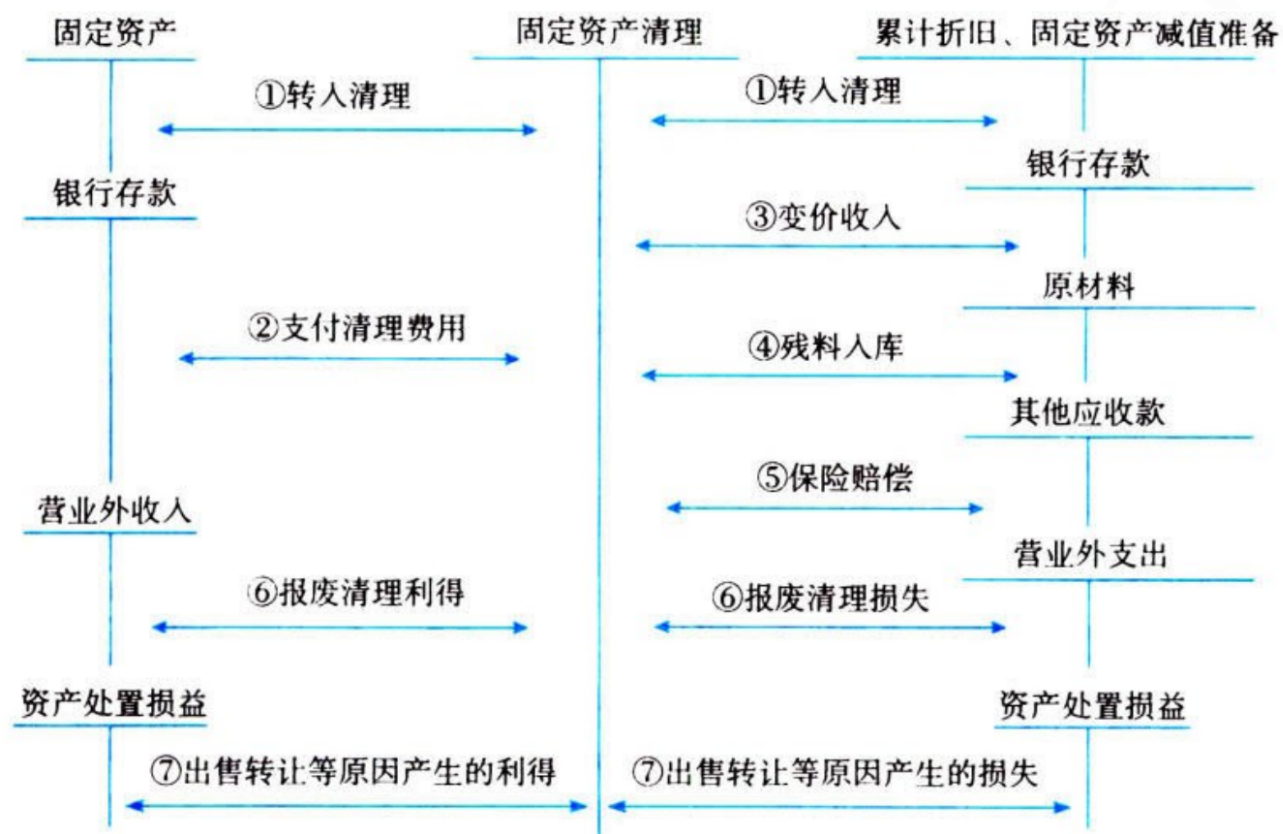 固定资产
固定资产清理
累计折旧、固定资产减值准备
①转入清理
①转入清理
银行存款
银行存款
③变价收入
原材料
②支付清理费用
④残料入库
其他应收款
⑤保险赔偿
营业外收入
营业外支出
⑥报废清理利得
⑥报废清理损失
资产处置损益
资产处置损益
⑦出售转让等原因产生的利得
⑦出售转让等原因产生的损失